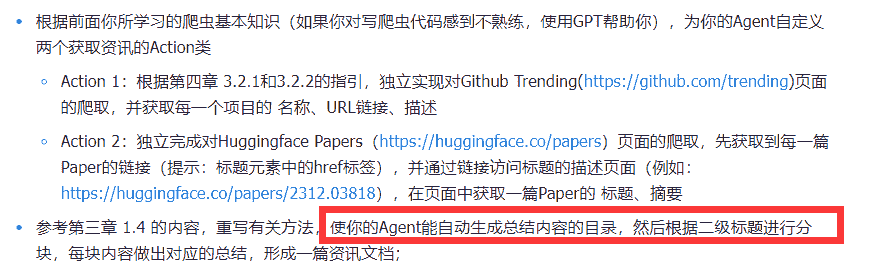 根据前面你所学习的爬虫基本知识（如果你对写爬虫代码感到不熟练，使用GPT帮助你），为你的Agent自定义
两个获取资讯的Action类
Action 1：根据第四章 3.2.1和3.2.2的指引，独立实现对Github Trending(https://github.com/trending)页面
的爬取，并获取每一个项目的 名称、URL链接、描述
Action 2：独立完成对Huggingface Papers（https://huggingface.co/papers）页面的爬取，先获取到每一篇
Paper的链接（提示：标题元素中的href标签），并通过链接访问标题的描述页面（例如：
https://huggingface.co/papers/2312.03818），在页面中获取一篇Paper的 标题、摘要
参考第三章 1.4 的内容，重写有关方法，使你的Agent能自动生成总结内容的目录，然后根据二级标题进行分
块，每块内容做出对应的总结，形成一篇资讯文档；